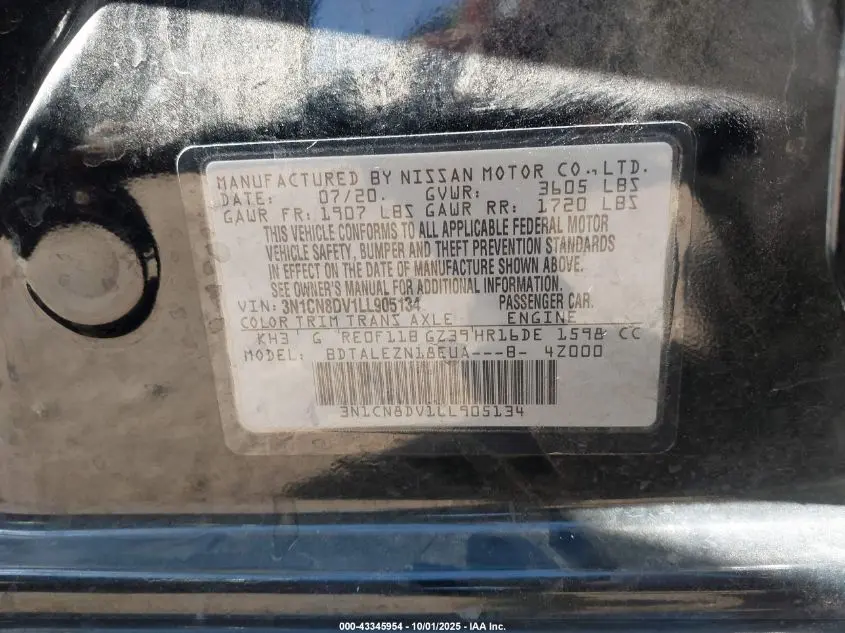 MANUFACTURED BY NISSAN MOTOR CO., LTD.
DATE: 07/20. GVWR: 3605 LBS
GAWR FR: 1907 LBS GAWR RR: 1720 LBS
THIS VEHICLE CONFORMS TO ALL APPLICABLE FEDERAL MOTOR
VEHICLE SAFETY, BUMPER AND THEFT PREVENTION STANDARDS
IN EFFECT ON THE DATE OF MANUFACTURE SHOWN ABOVE.
SEE OWNER'S MANUAL FOR ADDITIONAL INFORMATION.
VIN: 3N1CN8DV1LL905134 PASSENGER CAR.
COLOR TRIM TRANS AXLE ENGINE
KH3 G RE0F11B GZ39 HR16DE 1598 CC
MODEL: BDTALEZN18EUA---B- 4Z000
3N1CN8DV1LL905134
000-43345954 - 10/01/2025 - IAA Inc.